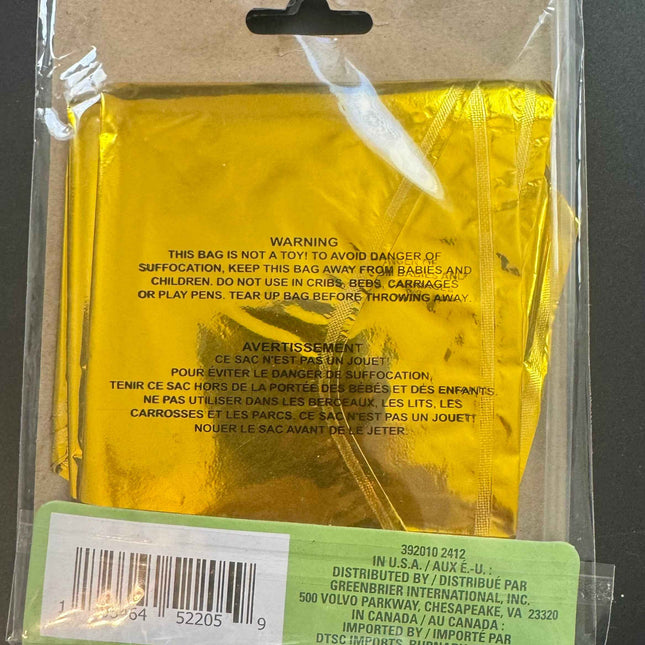 WARNING
THIS BAG IS NOT A TOY! TO AVOID DANGER OF
SUFFOCATION, KEEP THIS BAG AWAY FROM BABIES AND
CHILDREN. DO NOT USE IN CRIBS, BEDS, CARRIAGES
OR PLAY PENS. TEAR UP BAG BEFORE THROWING AWAY.
AVERTISSEMENT
CE SAC N'EST PAS UN JOUET!
POUR ÉVITER LE DANGER DE SUFFOCATION,
TENIR CE SAC HORS DE LA PORTÉE DES BÉBÉS ET DES ENFANTS.
NE PAS UTILISER DANS LES BERCEAUX, LES LITS, LES
CARROSSES ET LES PARCS. CE SAC N'EST PAS UN JOUET!
NOUER LE SAC AVANT DE LE JETER.
52205 9
392010 2412
IN U.S.A. / AUX É.-U. :
DISTRIBUTED BY / DISTRIBUÉ PAR
GREENBRIER INTERNATIONAL, INC.
500 VOLVO PARKWAY, CHESAPEAKE, VA 23320
IN CANADA / AU CANADA :
IMPORTED BY / IMPORTÉ PAR
DTSC IMPORTS,